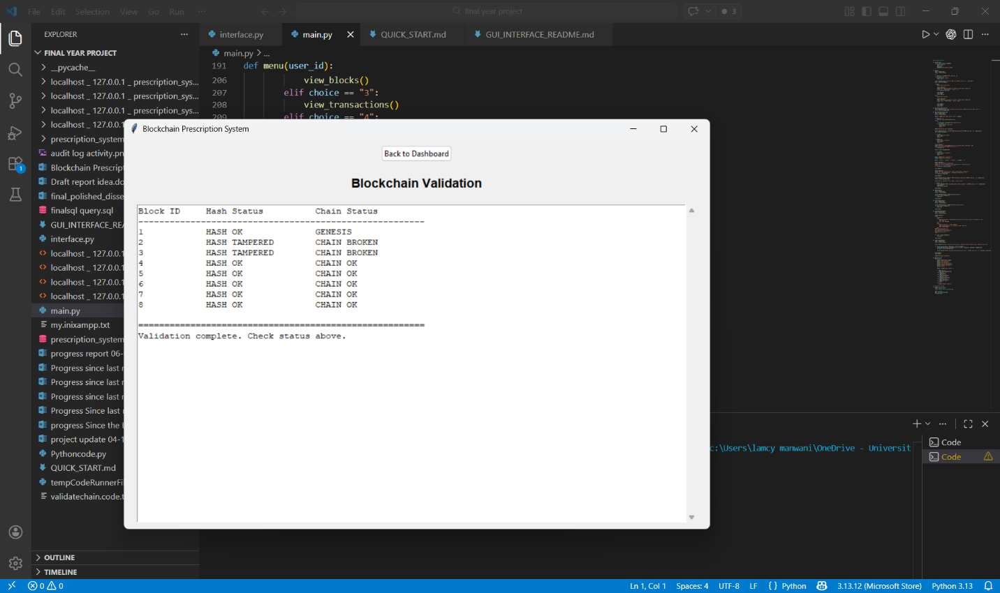 File Edit Selection View Go Run ···
final year project
3
EXPLORER ···
interface.py
main.py
QUICK_START.md
GUI_INTERFACE_README.md
FINAL YEAR PROJECT
__pycache__
localhost _ 127.0.0.1 _ prescription_sys...
localhost _ 127.0.0.1 _ prescription_sys...
localhost _ 127.0.0.1 _ prescription_sys...
localhost _ 127.0.0.1
prescription_system
audit log activity.pn
Blockchain Prescript
Draft report idea.do
final_polished_disse
finalsql query.sql
GUI_INTERFACE_REA
interface.py
localhost _ 127.0.0.1
localhost _ 127.0.0.1
localhost _ 127.0.0.1
localhost _ 127.0.0.1
main.py
my.inixampp.txt
prescription_system
progress report 06-
Progress since last r
Progress since last r
Progress since last r
Progress Since last r
progress Since the l
project update 04-1
Pythoncode.py
QUICK_START.md
tempCodeRunnerFi
validatechain.code.t
OUTLINE
TIMELINE
1
main.py > ...
191 def menu(user_id):
206 view_blocks()
207 elif choice == "3":
208 view_transactions()
209 elif choice == "4":
Blockchain Prescription System
Back to Dashboard
Blockchain Validation
Block ID Hash Status Chain Status
------------------------------------------------------------
1 HASH OK GENESIS
2 HASH TAMPERED CHAIN BROKEN
3 HASH TAMPERED CHAIN BROKEN
4 HASH OK CHAIN OK
5 HASH OK CHAIN OK
6 HASH OK CHAIN OK
7 HASH OK CHAIN OK
8 HASH OK CHAIN OK
============================================================
Validation complete. Check status above.
c:\Users\lamcy manwani\OneDrive - Universit
Code
Code
0 0
Ln 1, Col 1 Spaces: 4 UTF-8 LF { } Python 3.13.12 (Microsoft Store) Python 3.13